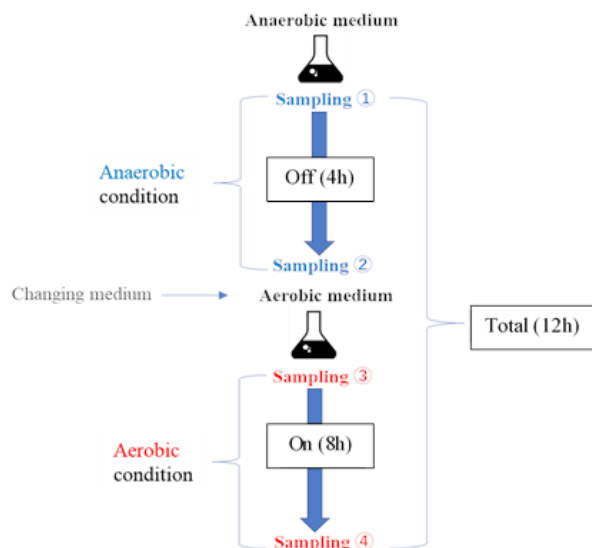 Anaerobic medium
Sampling ①
Anaerobic
condition
Off (4h)
Sampling ②
Changing medium
Aerobic medium
Total (12h)
Sampling ③
Aerobic
condition
On (8h)
Sampling ④